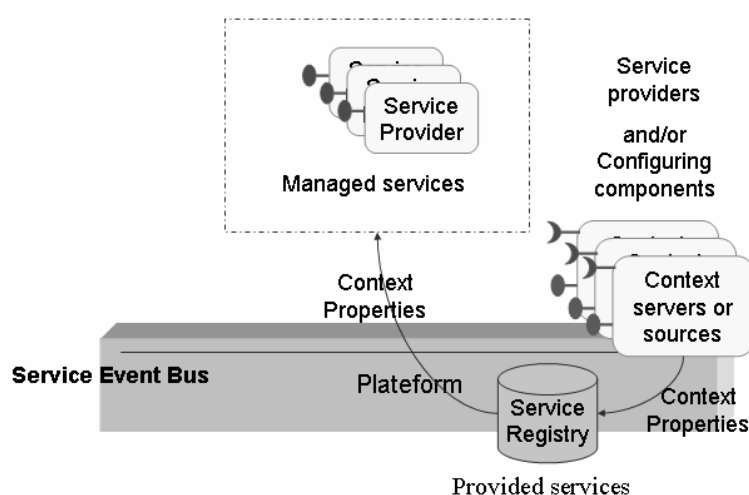 Service
Provider
Managed services
Service
providers
and/or
Configuring
components
Context
servers or
sources
Context
Properties
Service Event Bus
Plateform
Service
Registry
Context
Properties
Provided services